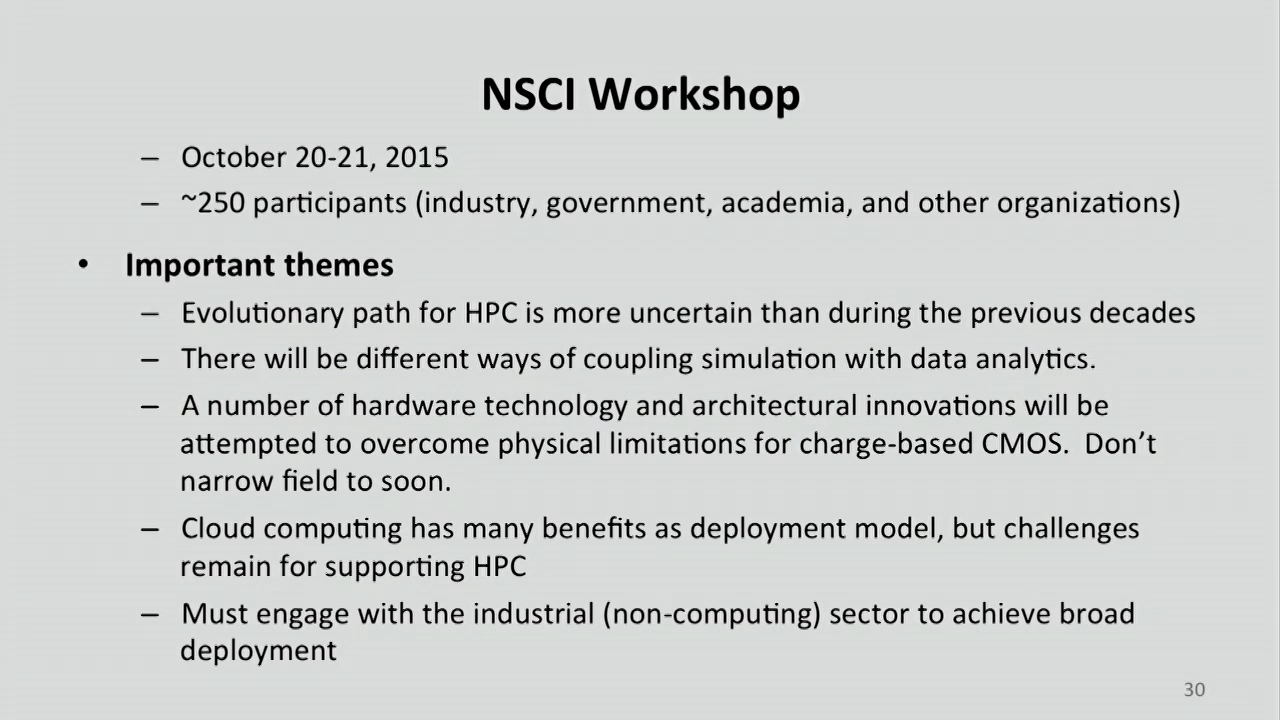 NSCI Workshop
– October 20-21, 2015
– ~250 participants (industry, government, academia, and other organizations)
• Important themes
– Evolutionary path for HPC is more uncertain than during the previous decades
– There will be different ways of coupling simulation with data analytics.
– A number of hardware technology and architectural innovations will be
attempted to overcome physical limitations for charge-based CMOS.  Don’t
narrow field to soon.
– Cloud computing has many benefits as deployment model, but challenges
remain for supporting HPC
– Must engage with the industrial (non-computing) sector to achieve broad
deployment
30